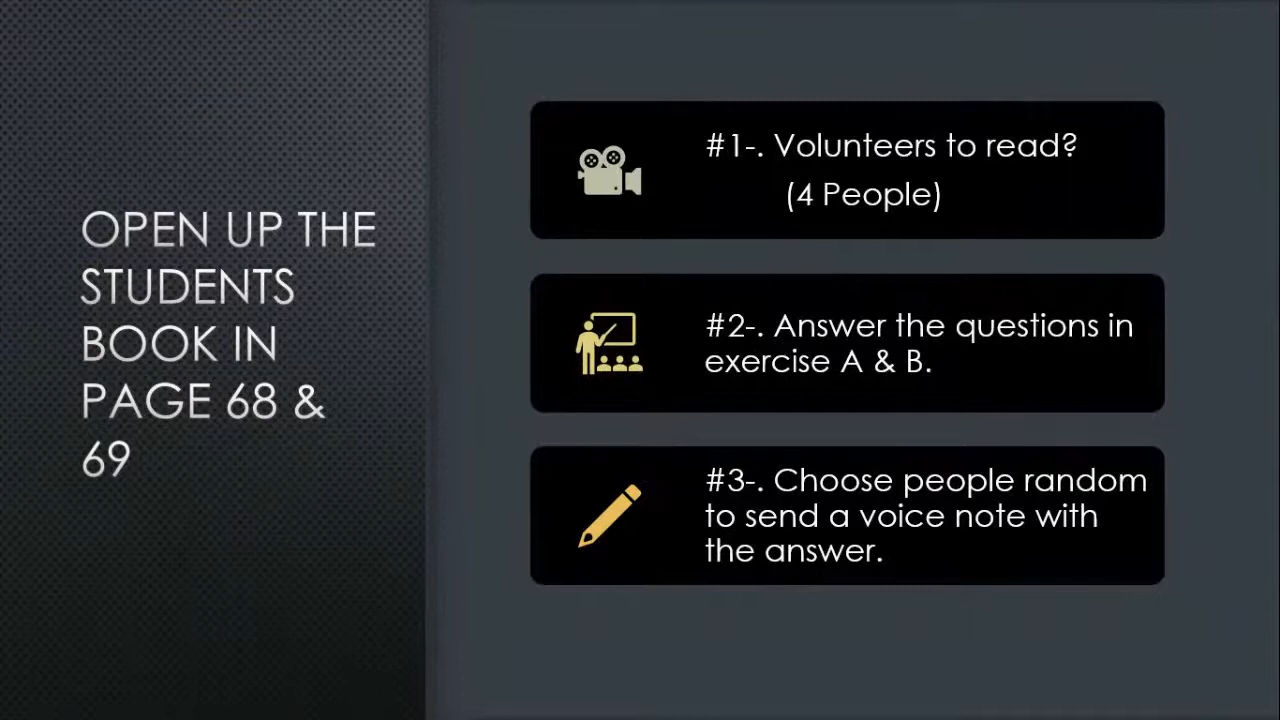 OPEN UP THE
STUDENTS
BOOK IN
PAGE 68 &
69
#1-. Volunteers to read?
(4 People)
#2-. Answer the questions in
exercise A & B.
#3-. Choose people random
to send a voice note with
the answer.